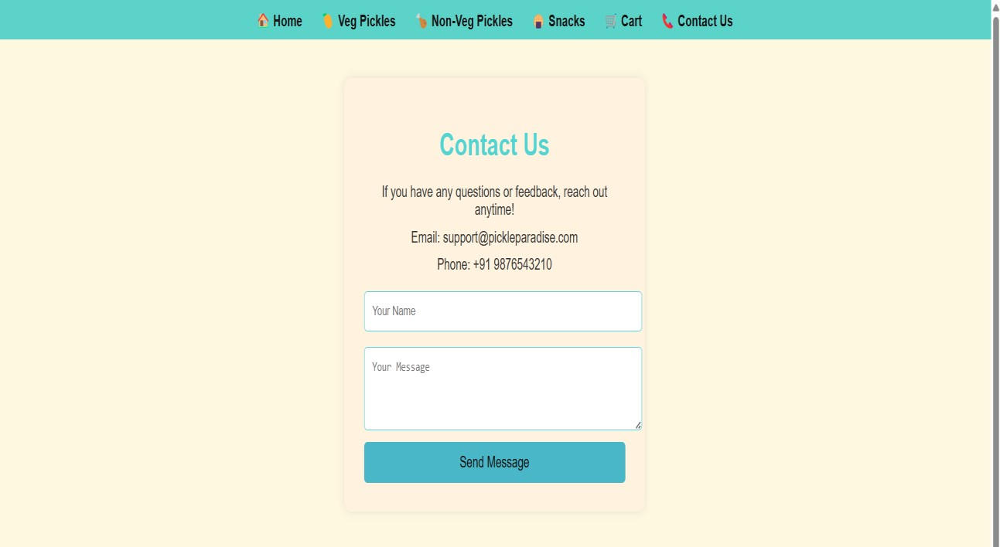 🏠 Home 🥭 Veg Pickles 🍗 Non-Veg Pickles 🍘 Snacks 🛒 Cart 📞 Contact Us
Contact Us
If you have any questions or feedback, reach out
anytime!
Email: support@pickleparadise.com
Phone: +91 9876543210
Your Name
Your Message
Send Message